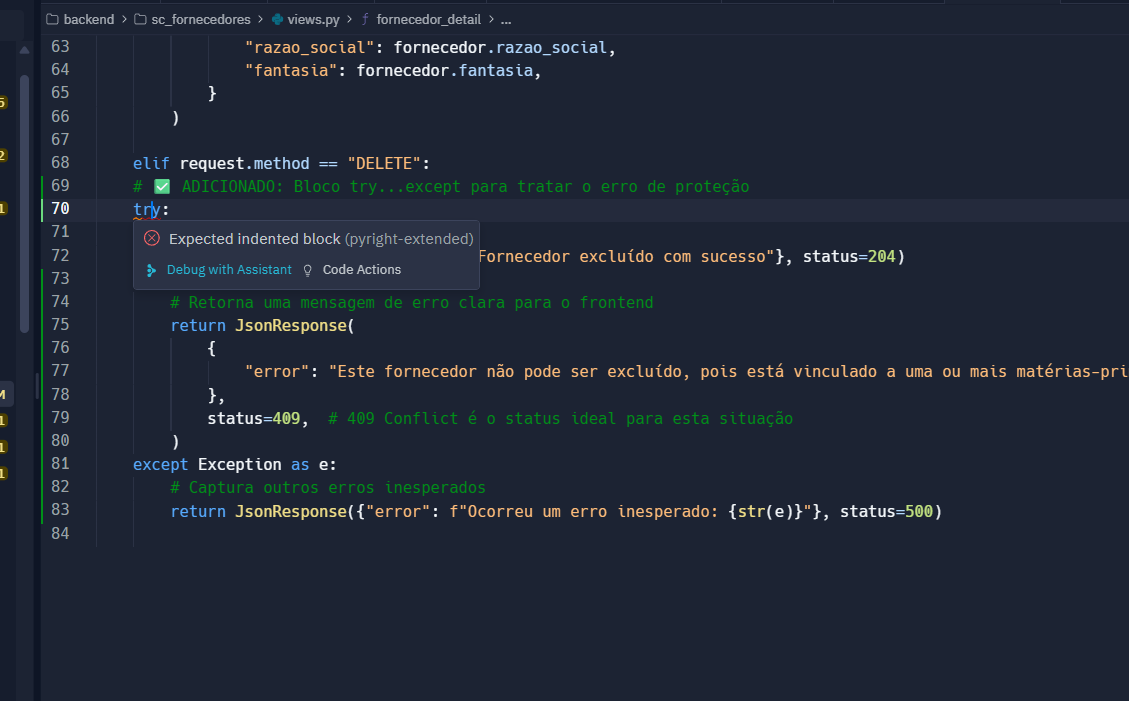 backend > sc_fornecedores > views.py > fornecedor_detail > ...
63 "razao_social": fornecedor.razao_social,
64 "fantasia": fornecedor.fantasia,
65 }
66 )
67
68 elif request.method == "DELETE":
69 # ✅ ADICIONADO: Bloco try...except para tratar o erro de proteção
70 try:
71
Expected indented block (pyright-extended)
72 Fornecedor excluído com sucesso"}, status=204)
Debug with Assistant Code Actions
73
74 # Retorna uma mensagem de erro clara para o frontend
75 return JsonResponse(
76 {
77 "error": "Este fornecedor não pode ser excluído, pois está vinculado a uma ou mais matérias-pri
78 },
79 status=409, # 409 Conflict é o status ideal para esta situação
80 )
81 except Exception as e:
82 # Captura outros erros inesperados
83 return JsonResponse({"error": f"Ocorreu um erro inesperado: {str(e)}"}, status=500)
84
5
2
1
M
1
1
1